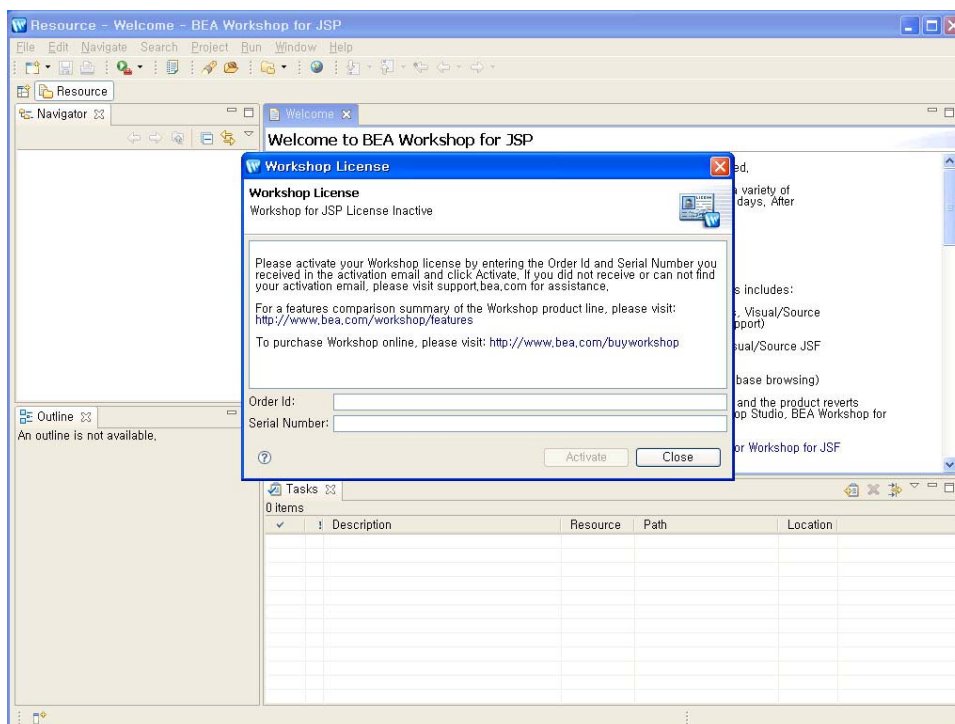 Resource - Welcome - BEA Workshop for JSP
File Edit Navigate Search Project Run Window Help
Resource
Navigator
Welcome
Welcome to BEA Workshop for JSP
Workshop License
ed,
Workshop License
a variety of
Workshop for JSP License Inactive
days, After
Please activate your Workshop license by entering the Order Id and Serial Number you
received in the activation email and click Activate, If you did not receive or can not find
your activation email, please visit support.bea.com for assistance,
s includes:
For a features comparison summary of the Workshop product line, please visit:
http://www.bea.com/workshop/features
, Visual/Source
pport)
To purchase Workshop online, please visit: http://www.bea.com/buyworkshop
sual/Source JSF
base browsing)
Order Id:
and the product reverts
Outline
Serial Number:
op Studio, BEA Workshop for
An outline is not available,
or Workshop for JSF
Activate Close
Tasks
0 items
! Description Resource Path Location